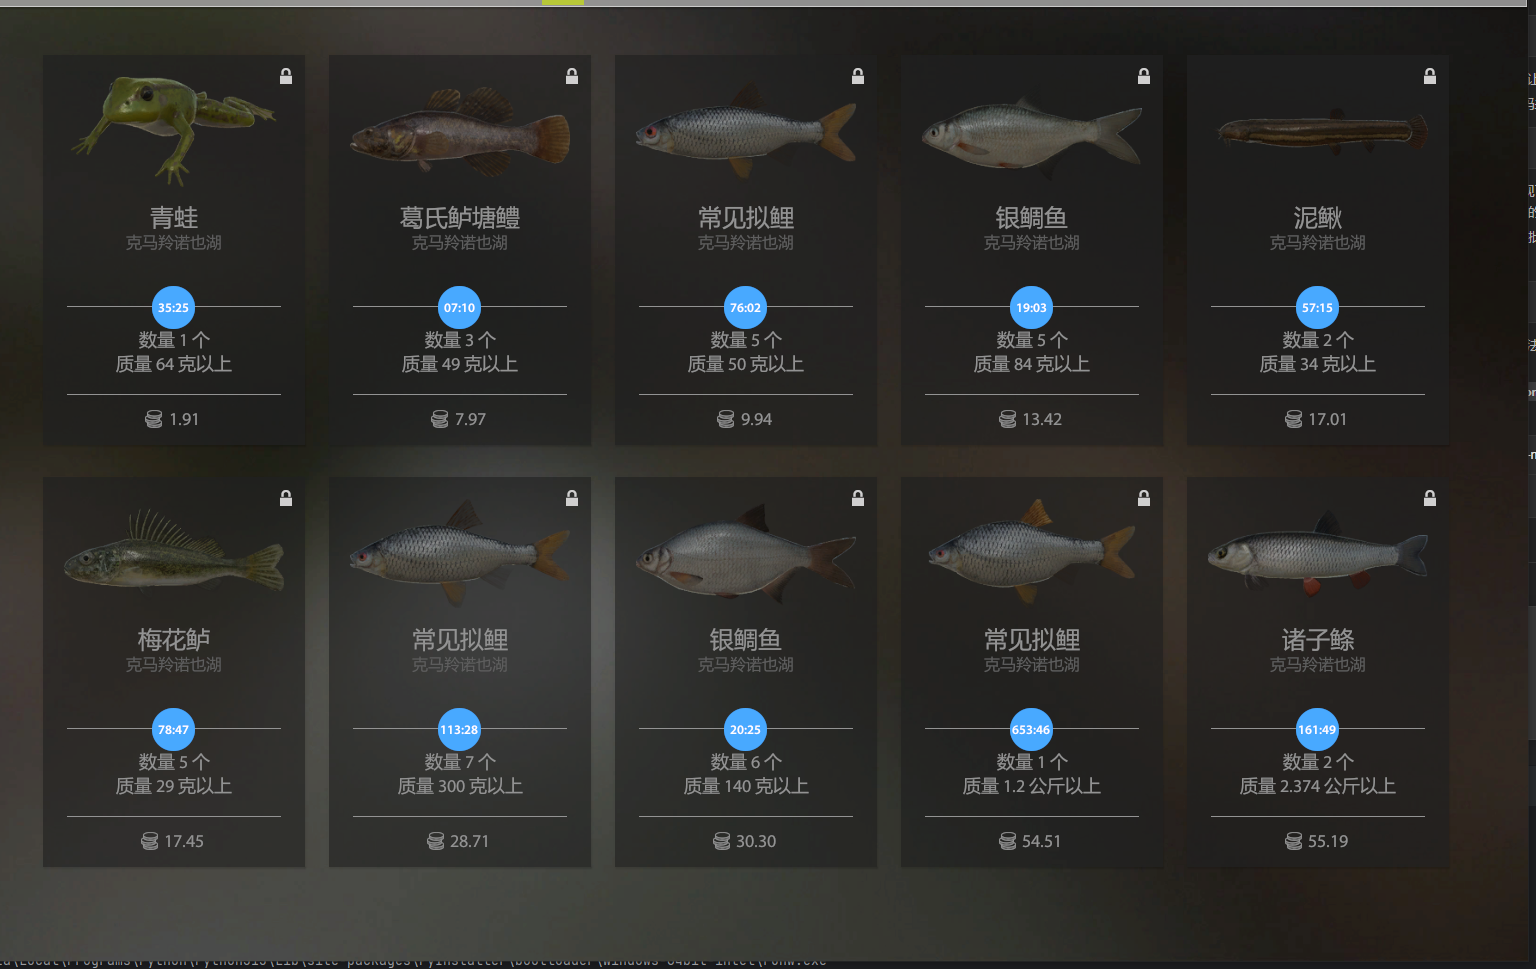 青蛙
克马羚诺也湖
35:25
数量 1 个
质量 64 克以上
1.91
葛氏鲈塘鳢
克马羚诺也湖
07:10
数量 3 个
质量 49 克以上
7.97
常见拟鲤
克马羚诺也湖
76:02
数量 5 个
质量 50 克以上
9.94
银鲷鱼
克马羚诺也湖
19:03
数量 5 个
质量 84 克以上
13.42
泥鳅
克马羚诺也湖
57:15
数量 2 个
质量 34 克以上
17.01
梅花鲈
克马羚诺也湖
78:47
数量 5 个
质量 29 克以上
17.45
常见拟鲤
克马羚诺也湖
113:28
数量 7 个
质量 300 克以上
28.71
银鲷鱼
克马羚诺也湖
20:25
数量 6 个
质量 140 克以上
30.30
常见拟鲤
克马羚诺也湖
653:46
数量 1 个
质量 1.2 公斤以上
54.51
诸子鲦
克马羚诺也湖
161:49
数量 2 个
质量 2.374 公斤以上
55.19